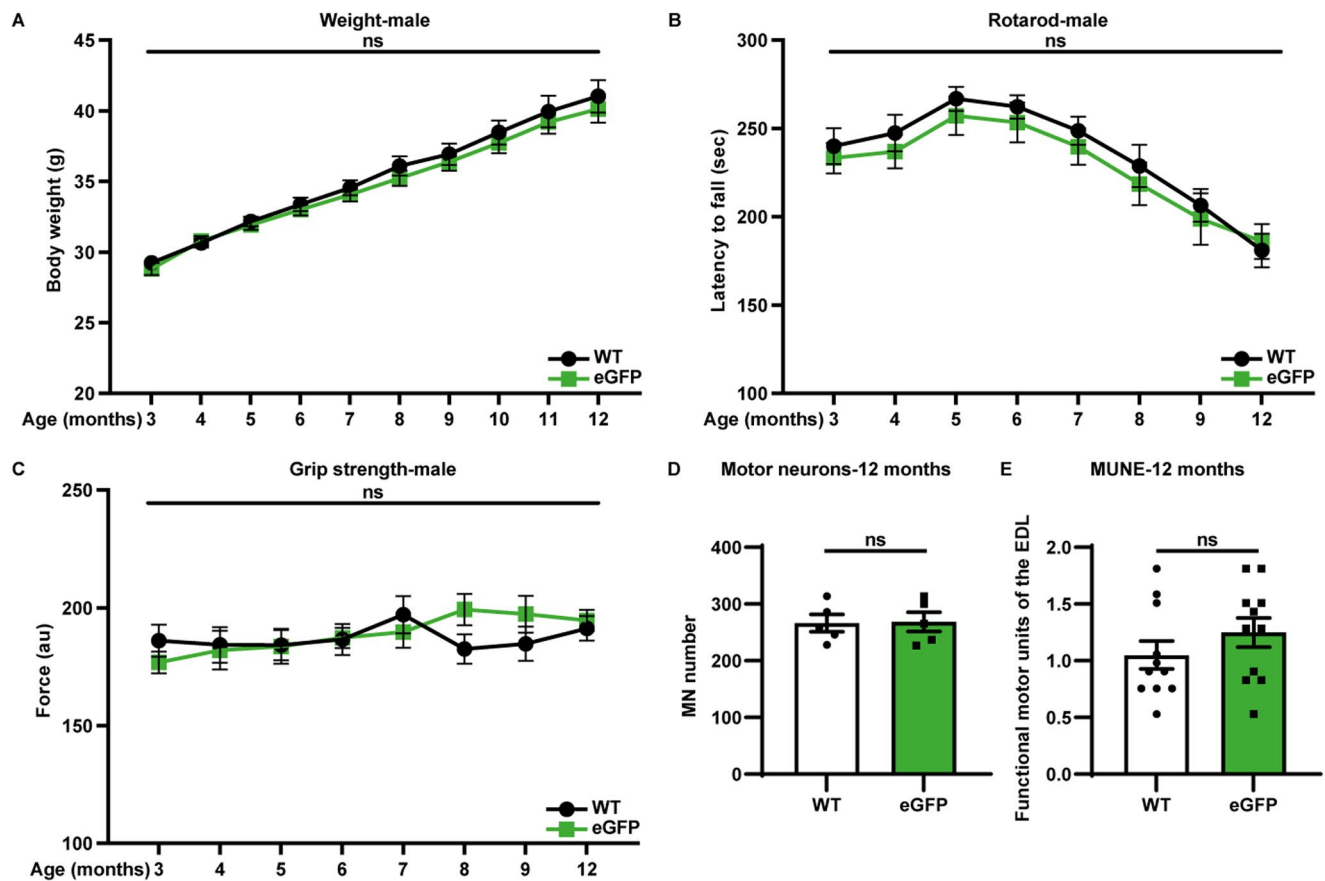 A
Weight-male
ns
45
40
35
30
25
20
Body weight (g)
WT
eGFP
Age (months) 3 4 5 6 7 8 9 10 11 12
B
Rotarod-male
ns
300
250
200
150
100
Latency to fall (sec)
WT
eGFP
Age (months) 3 4 5 6 7 8 9 12
C
Grip strength-male
ns
250
200
150
100
Force (au)
WT
eGFP
Age (months) 3 4 5 6 7 8 9 12
D
Motor neurons-12 months
ns
400
300
200
100
0
MN number
WT eGFP
E
MUNE-12 months
ns
2.0
1.5
1.0
0.5
0.0
Functional motor units of the EDL
WT eGFP